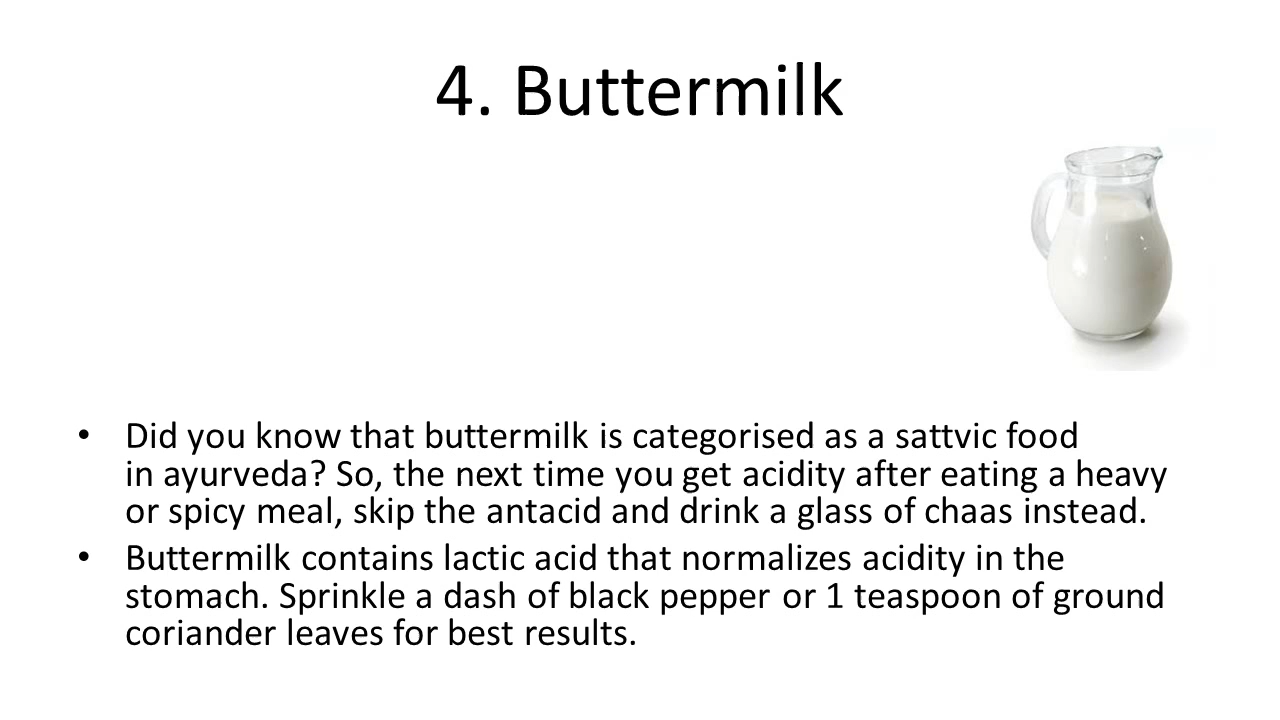 4. Buttermilk
• Did you know that buttermilk is categorised as a sattvic food
in ayurveda? So, the next time you get acidity after eating a heavy
or spicy meal, skip the antacid and drink a glass of chaas instead.
• Buttermilk contains lactic acid that normalizes acidity in the
stomach. Sprinkle a dash of black pepper or 1 teaspoon of ground
coriander leaves for best results.